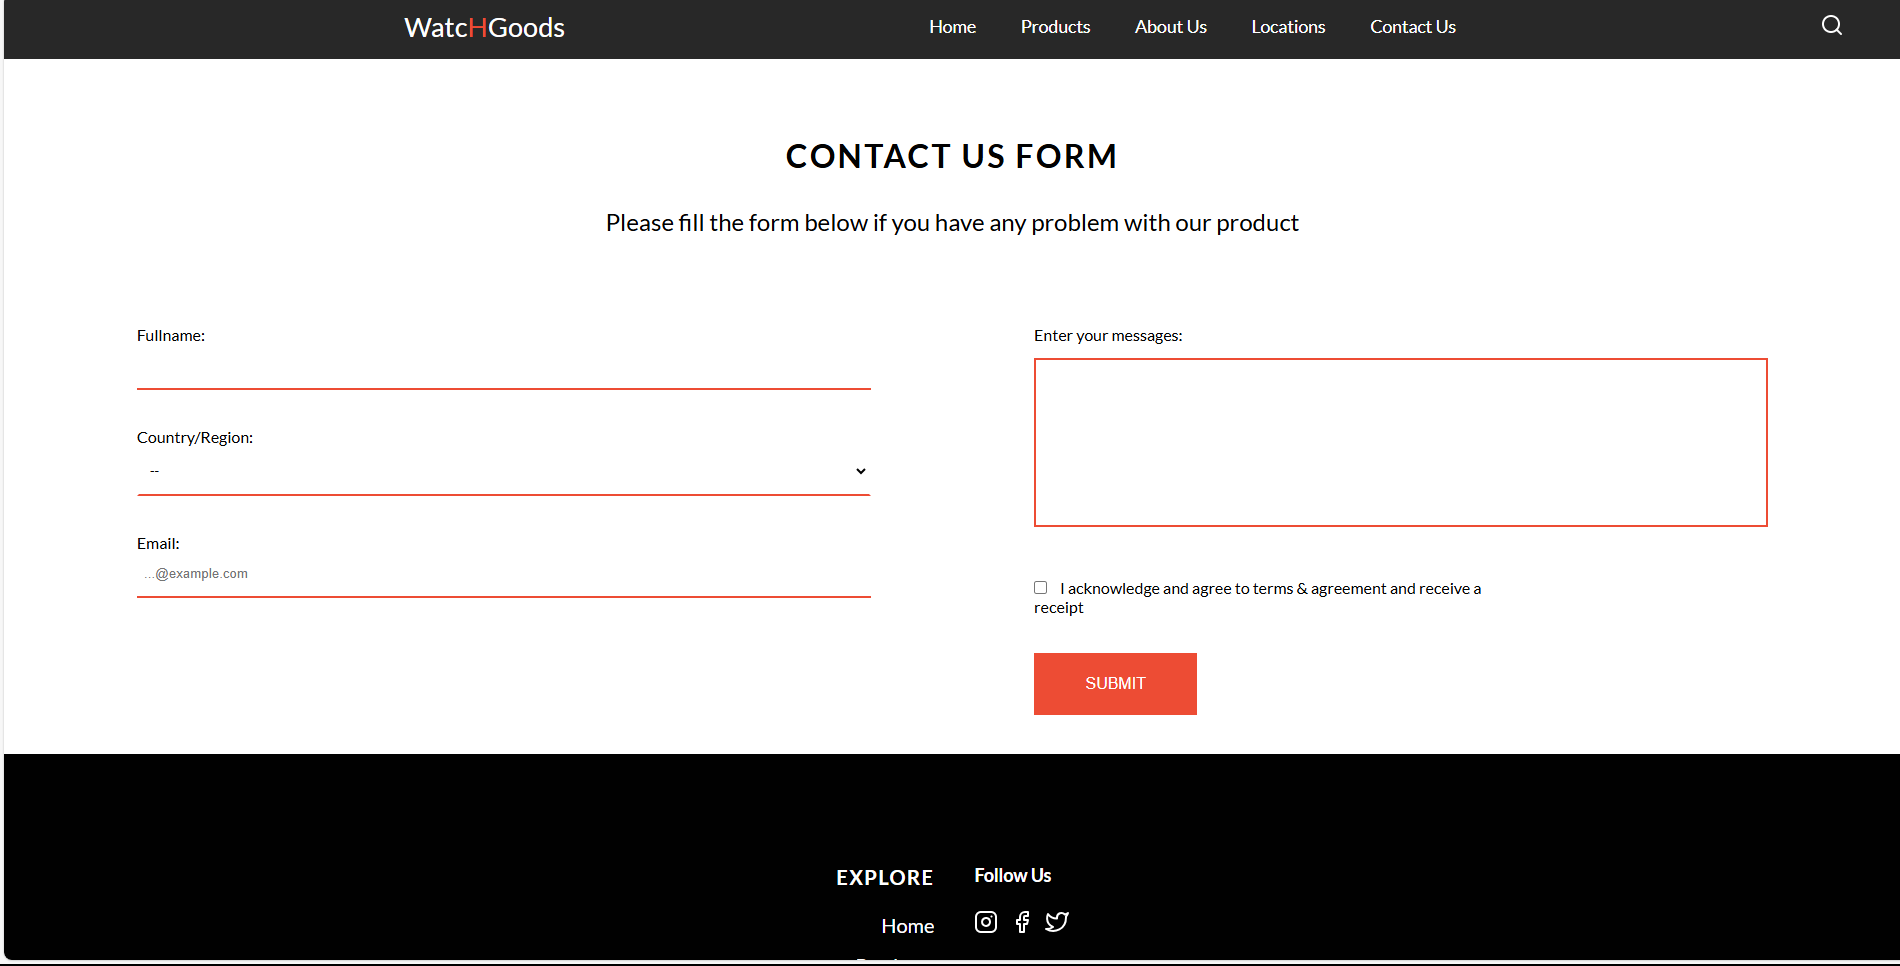 WatcHGoods
Home Products About Us Locations Contact Us
CONTACT US FORM
Please fill the form below if you have any problem with our product
Fullname:
Country/Region:
--
Email:
...@example.com
Enter your messages:
I acknowledge and agree to terms & agreement and receive a
receipt
SUBMIT
EXPLORE
Home
Follow Us